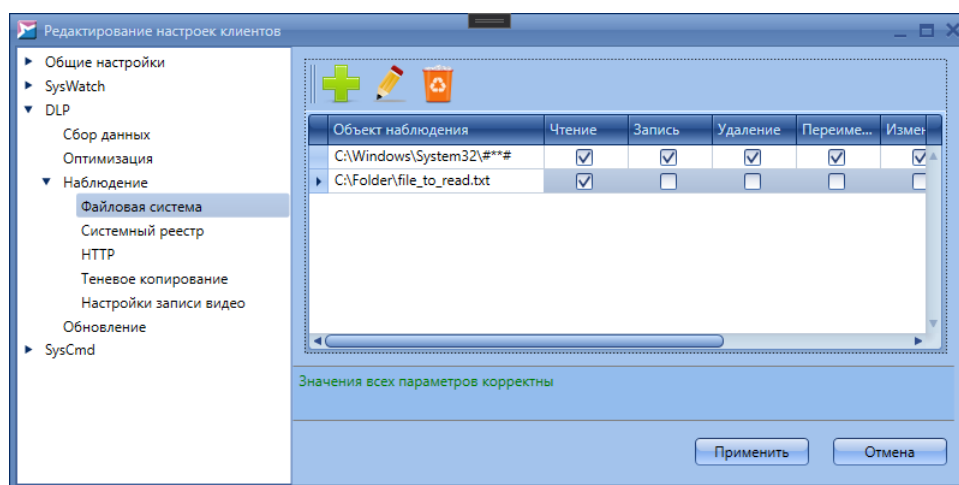 Редактирование настроек клиентов
Общие настройки
SysWatch
DLP
Сбор данных
Оптимизация
Наблюдение
Файловая система
Системный реестр
HTTP
Теневое копирование
Настройки записи видео
Обновление
SysCmd
Объект наблюдения Чтение Запись Удаление Переиме... Измен
C:\Windows\System32\#**#
C:\Folder\file_to_read.txt
Значения всех параметров корректны
Применить Отмена